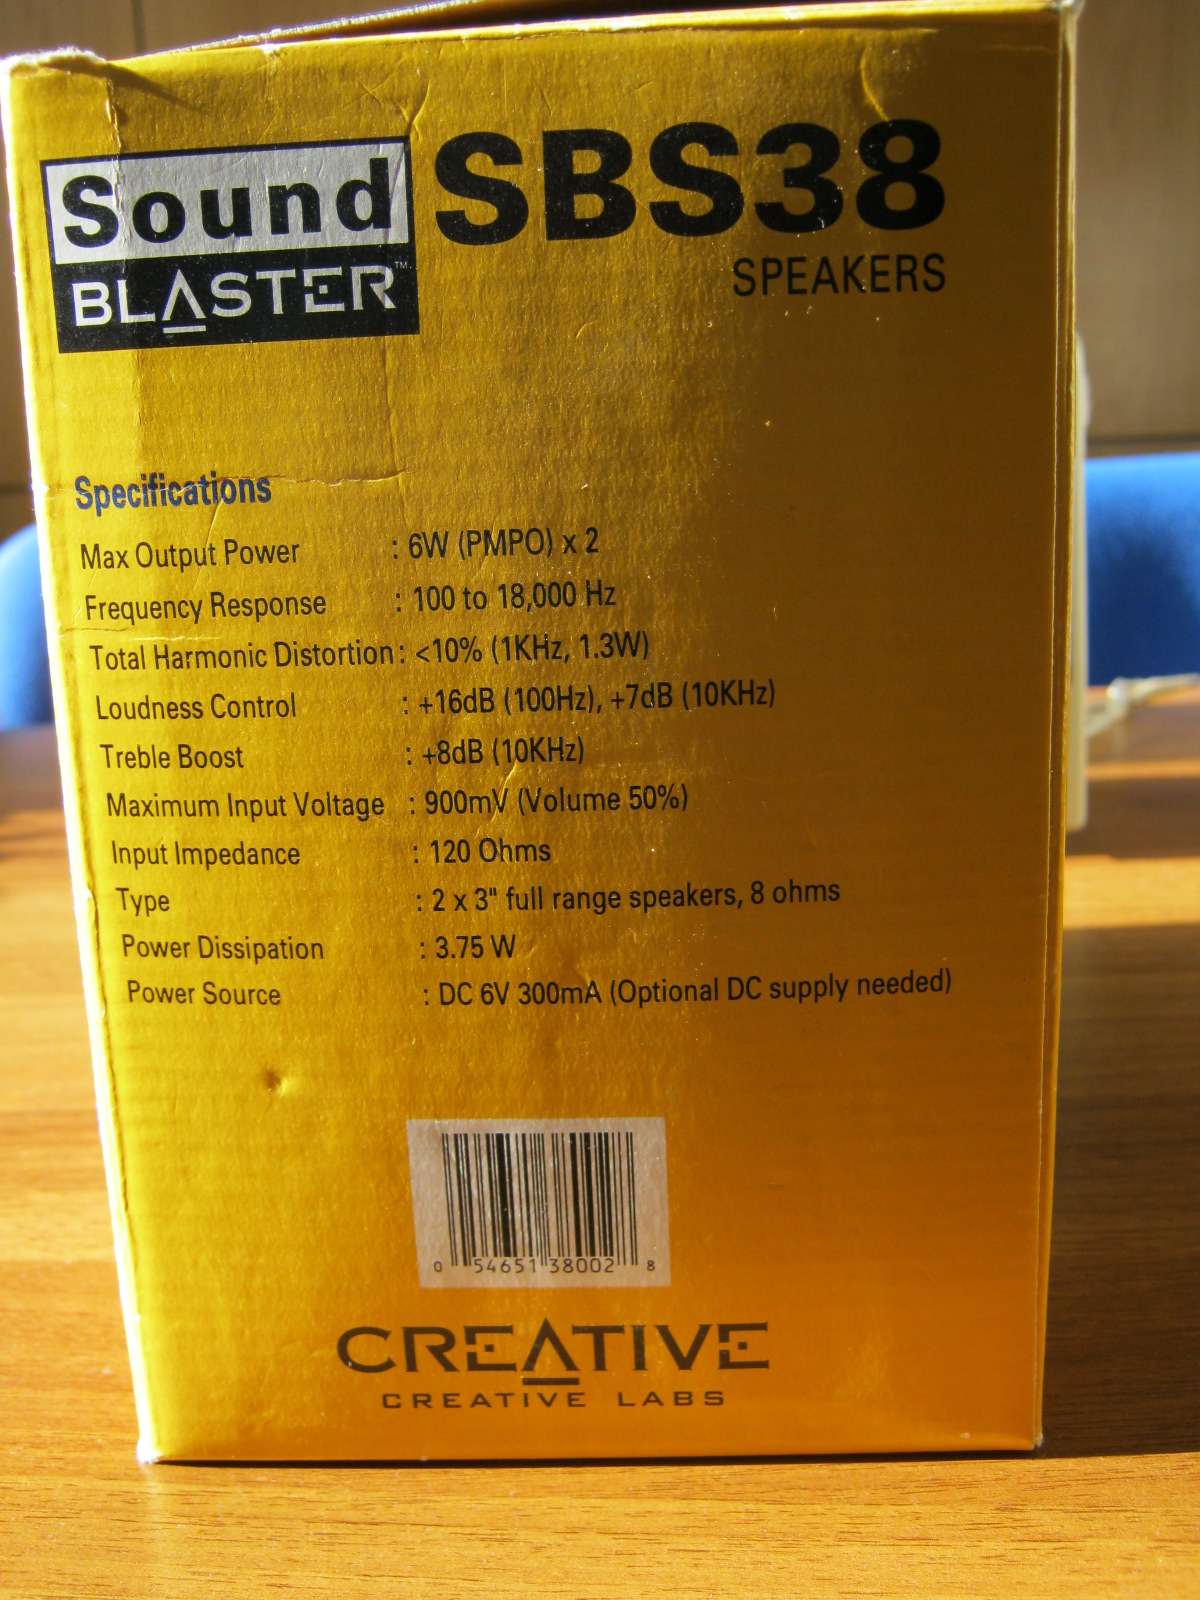 Sound
BLASTER™
SBS38
SPEAKERS
Specifications
Max Output Power : 6W (PMPO) x 2
Frequency Response : 100 to 18,000 Hz
Total Harmonic Distortion : <10% (1KHz, 1.3W)
Loudness Control : +16dB (100Hz), +7dB (10KHz)
Treble Boost : +8dB (10KHz)
Maximum Input Voltage : 900mV (Volume 50%)
Input Impedance : 120 Ohms
Type : 2 x 3" full range speakers, 8 ohms
Power Dissipation : 3.75 W
Power Source : DC 6V 300mA (Optional DC supply needed)
0 54651 38002 8
CREATIVE
CREATIVE LABS